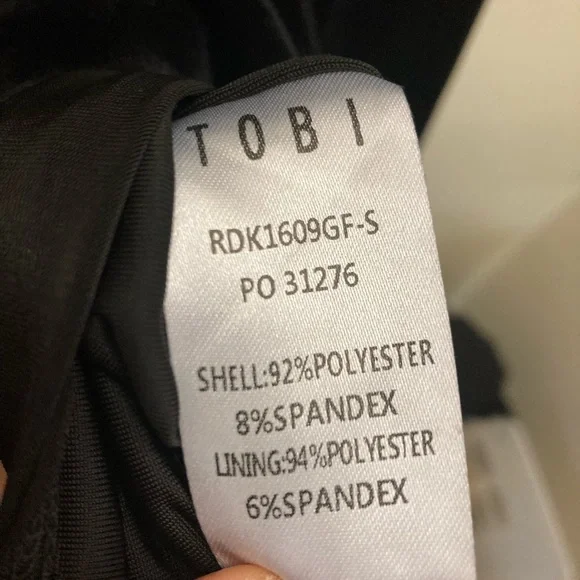 TOBI
RDK1609GF-S
PO 31276
SHELL:92%POLYESTER
8%SPANDEX
LINING:94%POLYESTER
6%SPANDEX